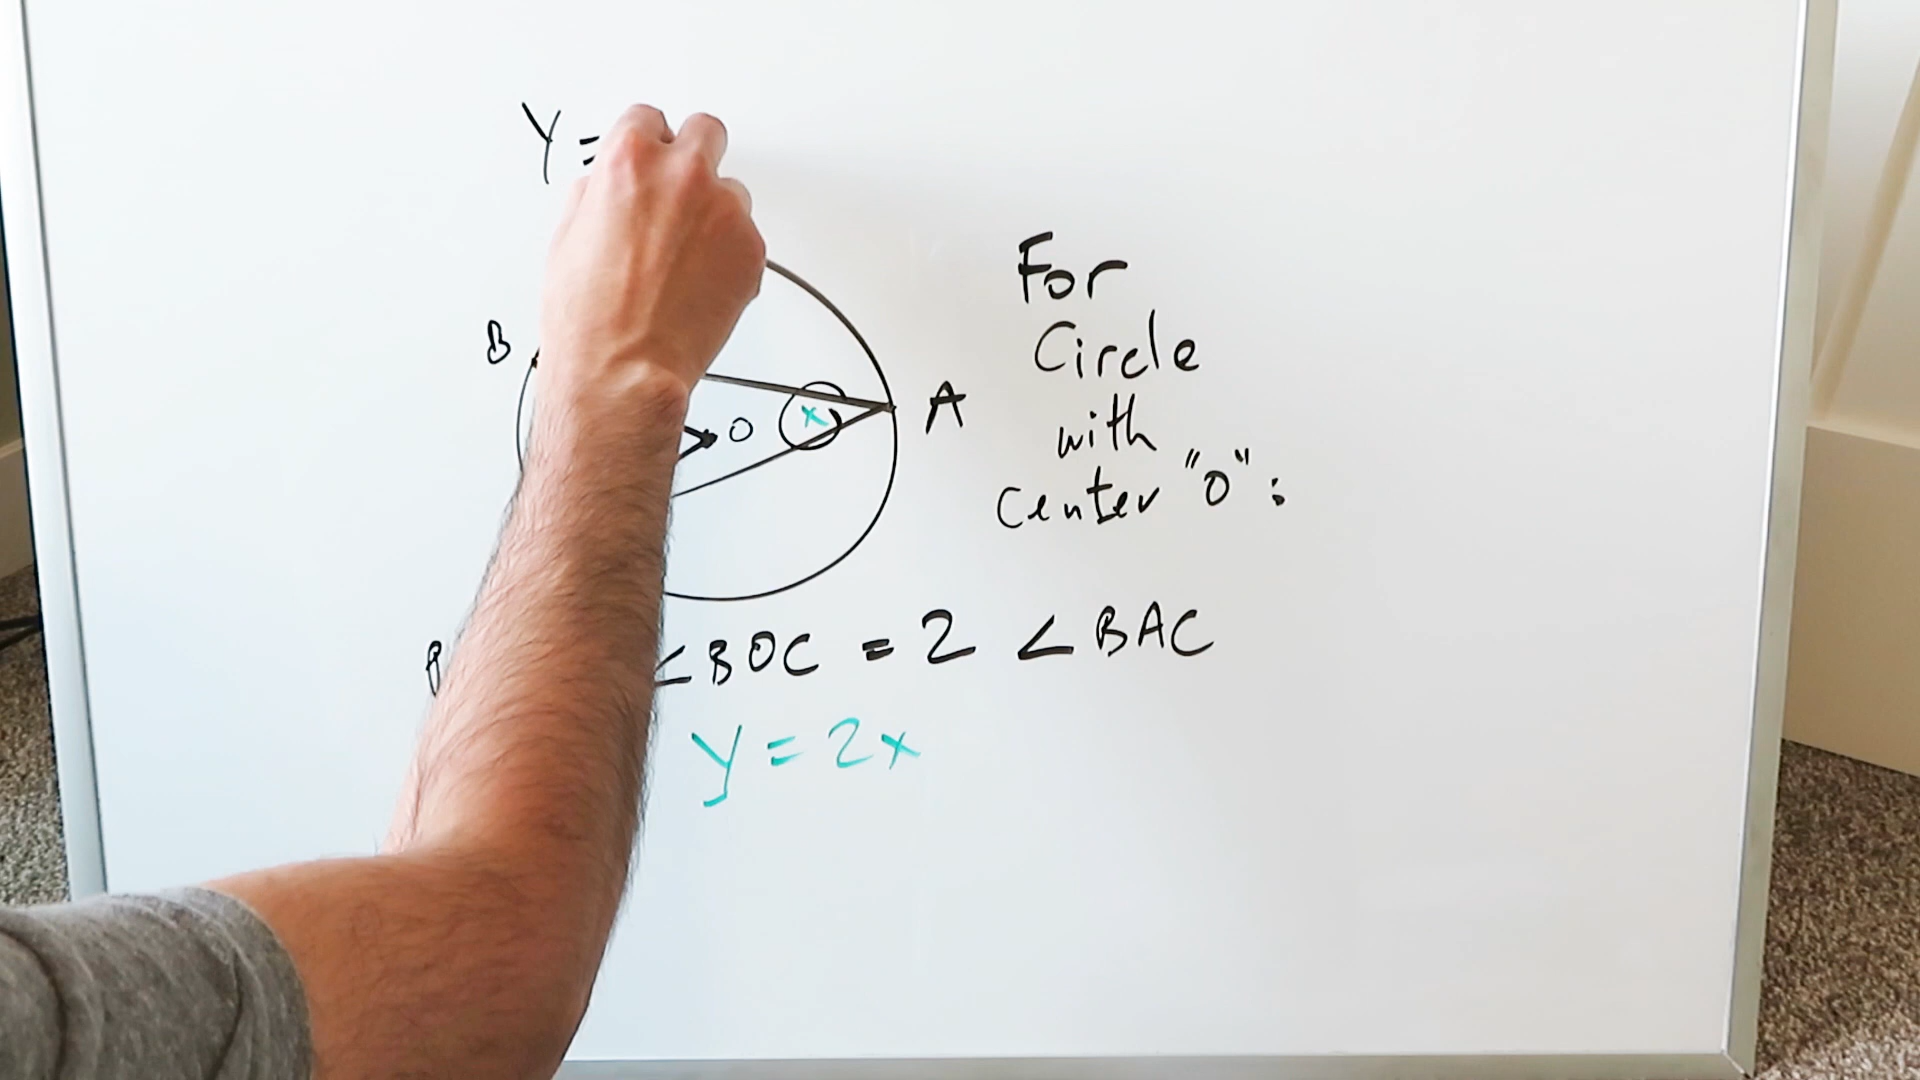 Y =
B
O
x
A
For
Circle
with
Center "O":
∠BOC = 2 ∠BAC
y = 2x